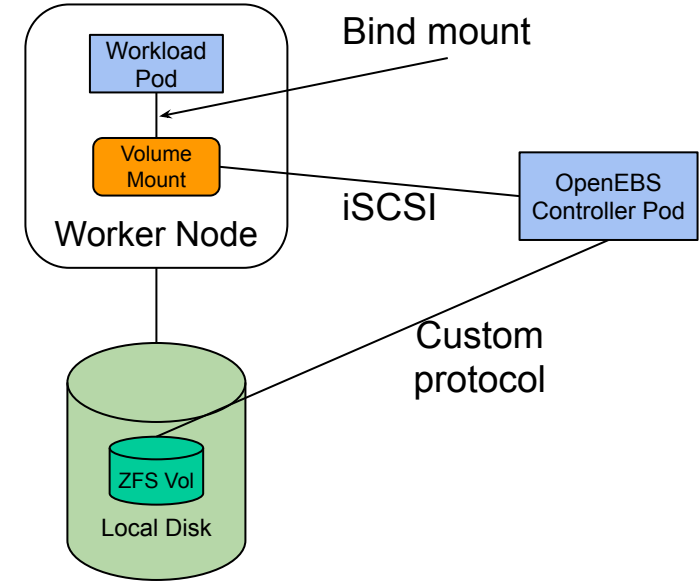 Bind mount
Workload
Pod
Volume
Mount
Worker Node
iSCSI
OpenEBS
Controller Pod
Custom
protocol
ZFS Vol
Local Disk